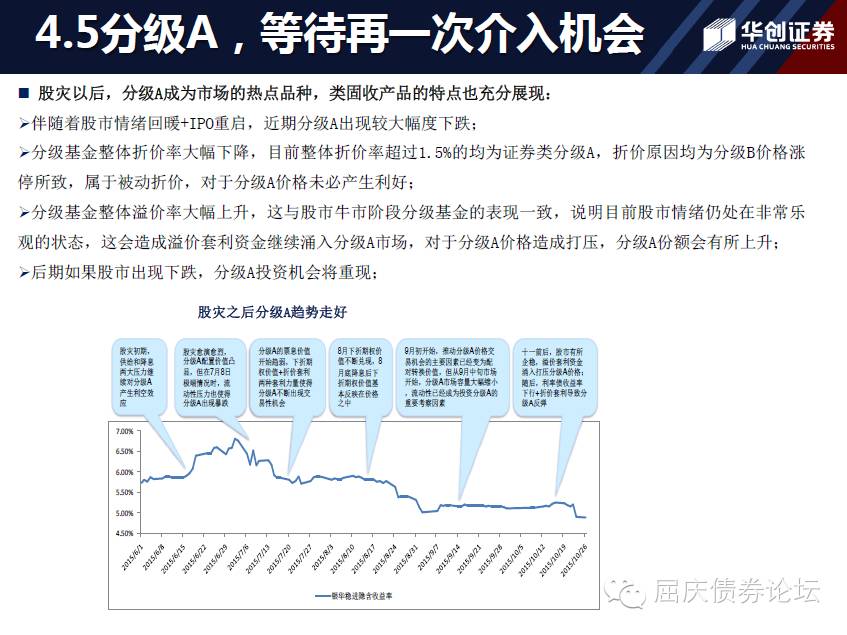 4.5分级A，等待再一次介入机会
华创证券
HUA CHUANG SECURITIES
■ 股灾以后，分级A成为市场的热点品种，类固收产品的特点也充分展现：
➢伴随着股市情绪回暖+IPO重启，近期分级A出现较大幅度下跌；
➢分级基金整体折价率大幅下降，目前整体折价率超过1.5%的均为证券类分级A，折价原因均为分级B价格涨
停所致，属于被动折价，对于分级A价格未必产生利好；
➢分级基金整体溢价率大幅上升，这与股市牛市阶段分级基金的表现一致，说明目前股市情绪仍处在非常乐
观的状态，这会造成溢价套利资金继续涌入分级A市场，对于分级A价格造成打压，分级A份额会有所上升；
➢后期如果股市出现下跌，分级A投资机会将重现；
股灾之后分级A趋势走好
股灾初期，
供给和降息
两大压力继
续对分级A
产生利空效
应
股灾愈演愈烈，
分级A配置价值凸
显，但在7月8日
极端情况时，流
动性压力也使得
分级A出现暴跌
分级A的票息价值
开始趋弱，下折期
权价值+折价套利
两种套利力量使得
分级A不断出现交
易性机会
8月下折期权价
值不断兑现，8
月底降息后下
折期权价值基
本反映在价格
之中
9月初开始，推动分级A价格交
易机会的主要因素已经变为配
对转换价值，但从9月中旬市场
开始，分级A市场容量大幅缩小
，流动性已经成为投资分级A的
重要考察因素
十一前后，股市有所
企稳，溢价套利资金
涌入打压分级A价格；
随后，利率债收益率
下行+折价套利导致分
级A反弹
7.00%
6.50%
6.00%
5.50%
5.00%
4.50%
2015/6/1
2015/6/8
2015/6/15
2015/6/22
2015/6/29
2015/7/6
2015/7/13
2015/7/20
2015/7/27
2015/8/3
2015/8/10
2015/8/17
2015/8/24
2015/8/31
2015/9/7
2015/9/14
2015/9/21
2015/9/28
2015/10/5
2015/10/12
2015/10/19
2015/10/26
银华稳进隐含收益率
屈庆债券论坛